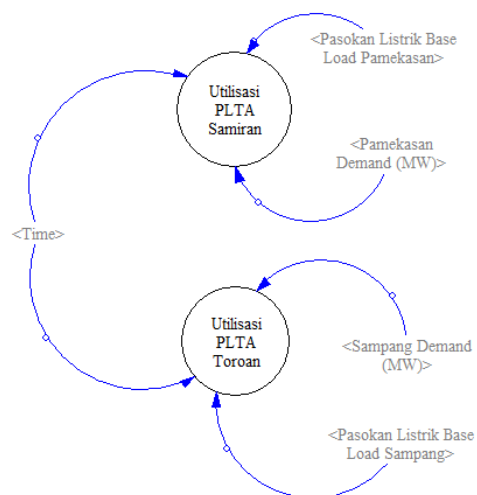 <Pasokan Listrik Base
Load Pamekasan>
Utilisasi
PLTA
Samiran
<Pamekasan
Demand (MW)>
<Time>
Utilisasi
PLTA
Toroan
<Sampang Demand
(MW)>
<Pasokan Listrik Base
Load Sampang>